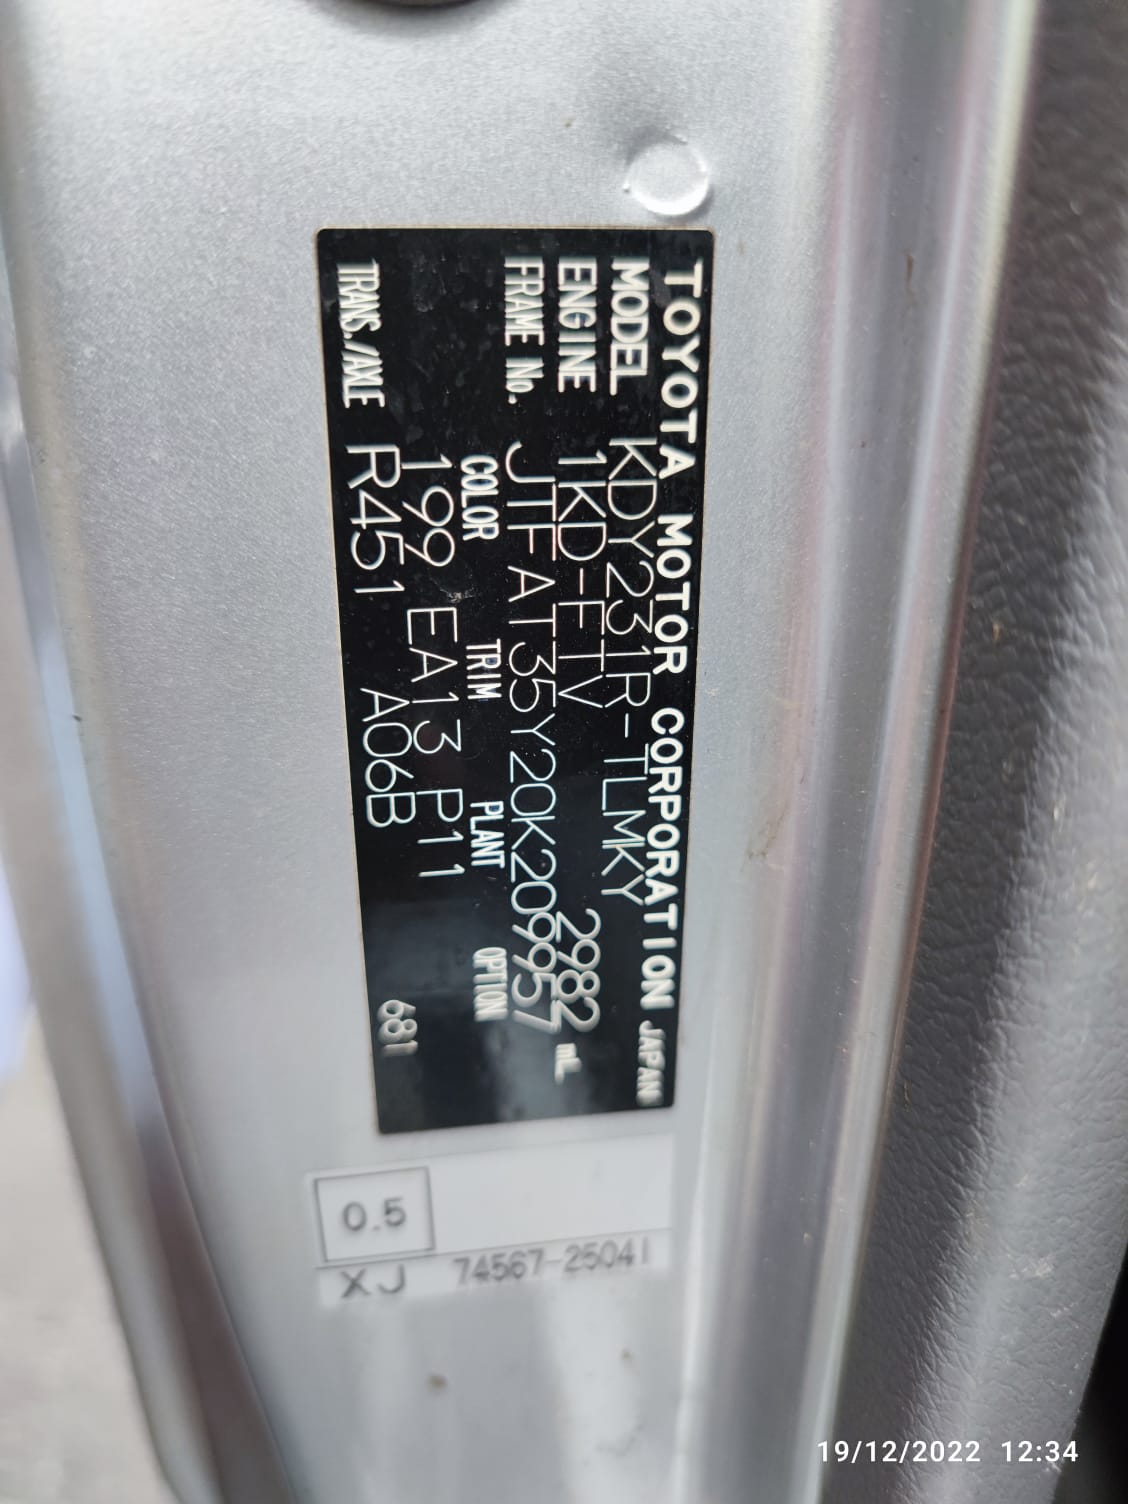 TOYOTA MOTOR CORPORATION JAPAN
MODEL KDY231R-TLMKY
ENGINE 1KD-FTV 2982 mL
FRAME No. JTFAT35Y20K209957
COLOR TRIM PLANT OPTION
199 EA13 P11
TRANS./AXLE R451 A06B 681
0.5
XJ 74567-25041
19/12/2022 12:34